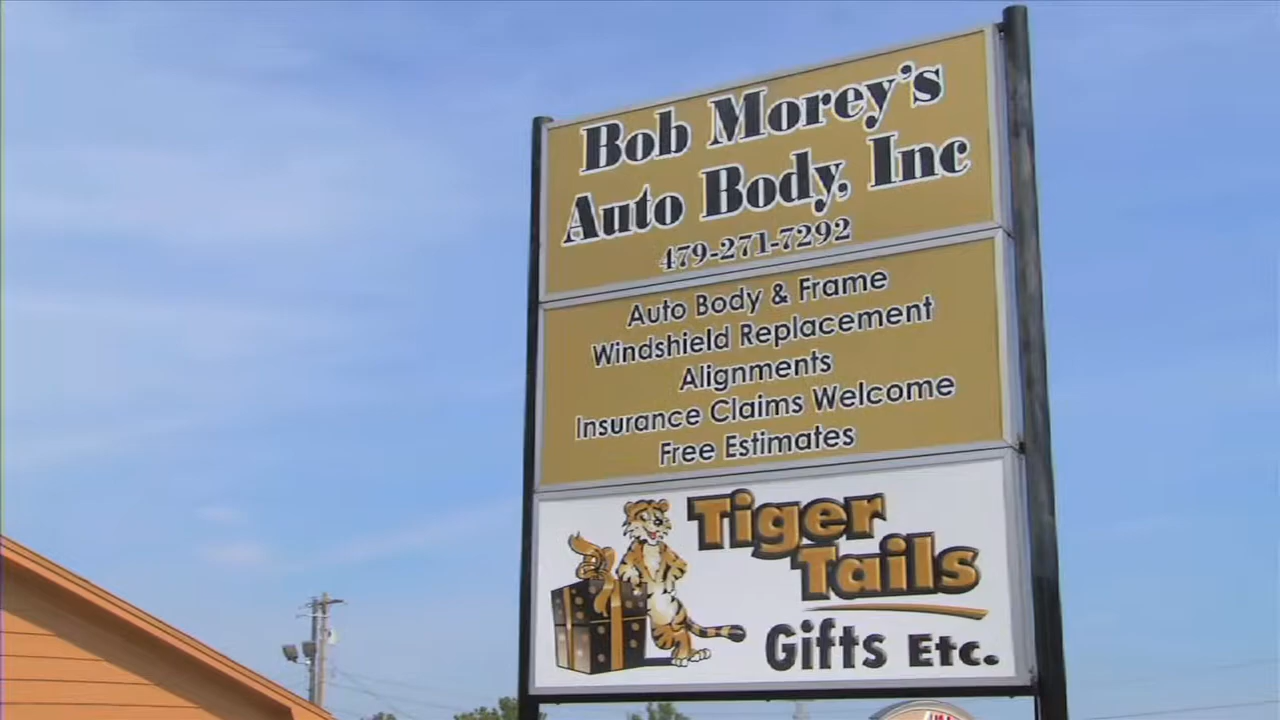 Bob Morey's
Auto Body, Inc
479-271-7292
Auto Body & Frame
Windshield Replacement
Alignments
Insurance Claims Welcome
Free Estimates
Tiger
Tails
Gifts Etc.